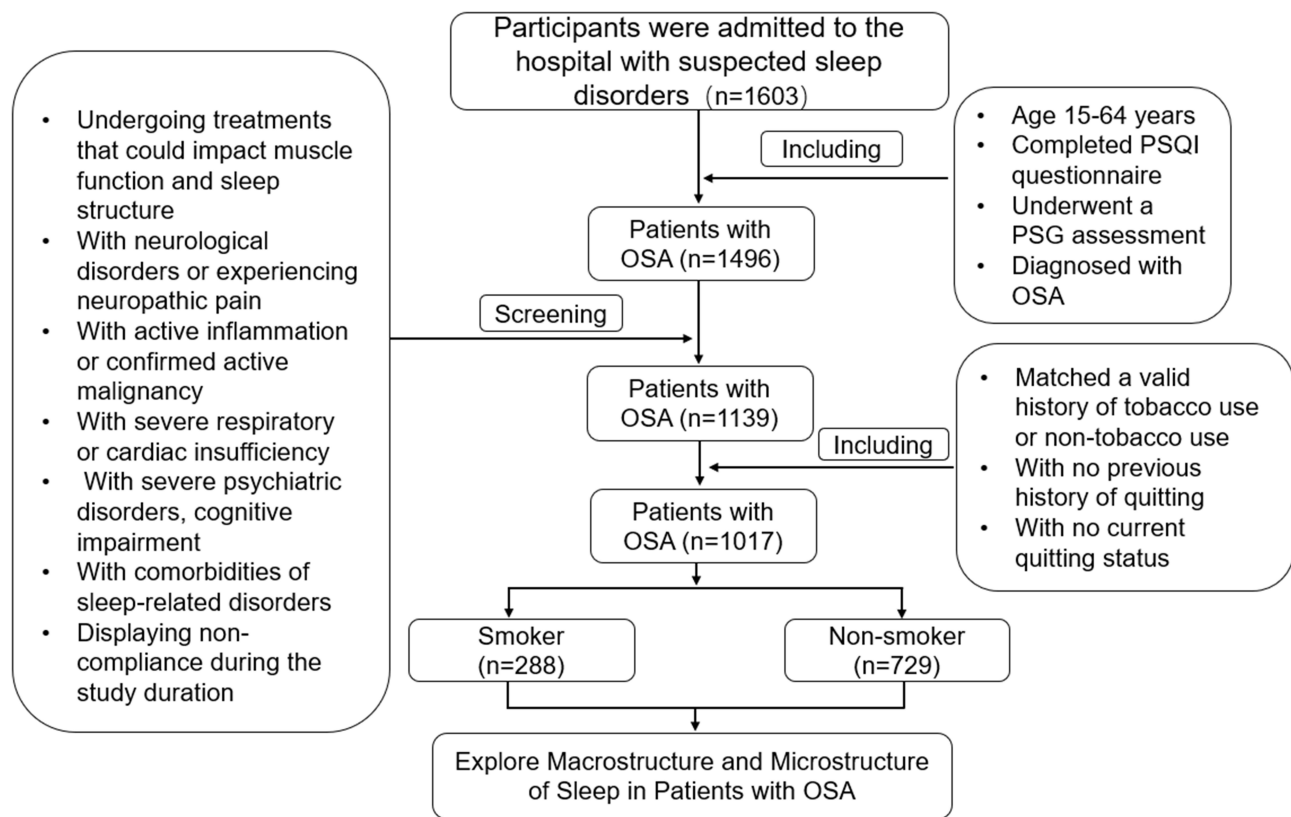 Participants were admitted to the
hospital with suspected sleep
disorders（n=1603）
Including
• Age 15-64 years
• Completed PSQI
questionnaire
• Underwent a
PSG assessment
• Diagnosed with
OSA
Patients with
OSA (n=1496)
• Undergoing treatments
that could impact muscle
function and sleep
structure
• With neurological
disorders or experiencing
neuropathic pain
• With active inflammation
or confirmed active
malignancy
• With severe respiratory
or cardiac insufficiency
• With severe psychiatric
disorders, cognitive
impairment
• With comorbidities of
sleep-related disorders
• Displaying non-
compliance during the
study duration
Screening
Patients with
OSA (n=1139)
Including
• Matched a valid
history of tobacco use
or non-tobacco use
• With no previous
history of quitting
• With no current
quitting status
Patients with
OSA (n=1017)
Smoker
(n=288)
Non-smoker
(n=729)
Explore Macrostructure and Microstructure
of Sleep in Patients with OSA